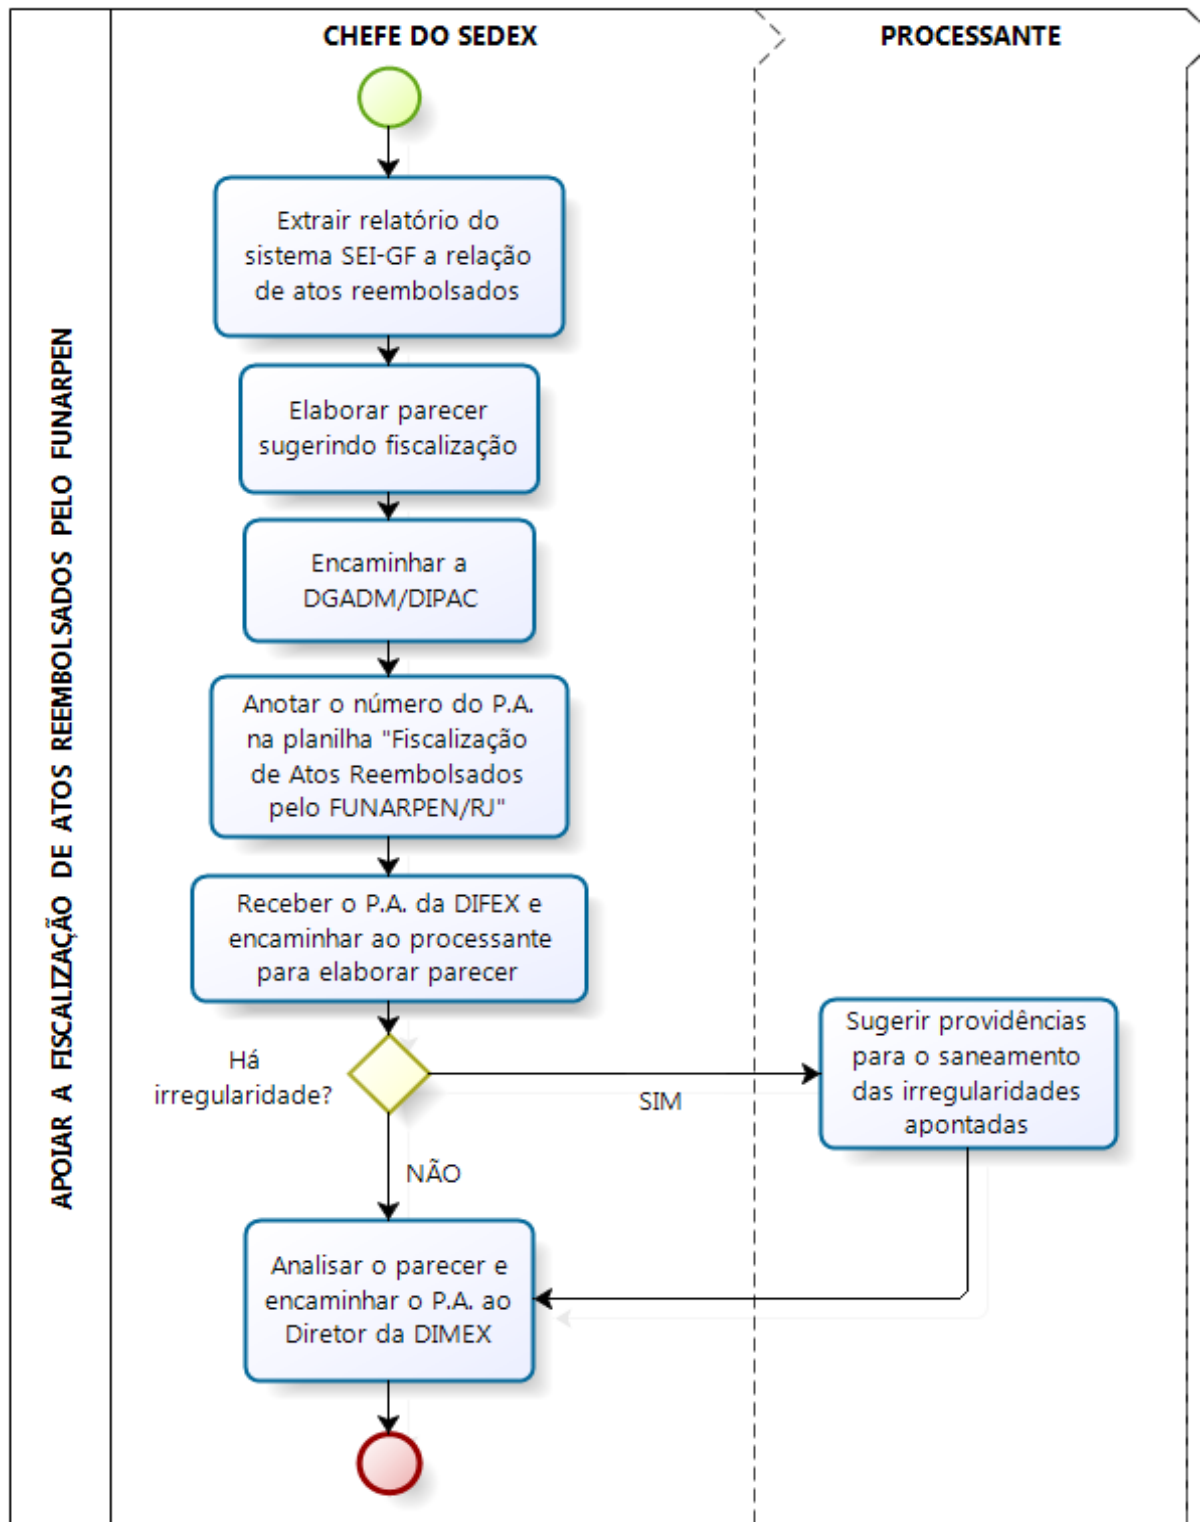 CHEFE DO SEDEX
PROCESSANTE
APOIAR A FISCALIZAÇÃO DE ATOS REEMBOLSADOS PELO FUNARPEN
Extrair relatório do
sistema SEI-GF a relação
de atos reembolsados
Elaborar parecer
sugerindo fiscalização
Encaminhar a
DGADM/DIPAC
Anotar o número do P.A.
na planilha "Fiscalização
de Atos Reembolsados
pelo FUNARPEN/RJ"
Receber o P.A. da DIFEX e
encaminhar ao processante
para elaborar parecer
Há
irregularidade?
SIM
Sugerir providências
para o saneamento
das irregularidades
apontadas
NÃO
Analisar o parecer e
encaminhar o P.A. ao
Diretor da DIMEX